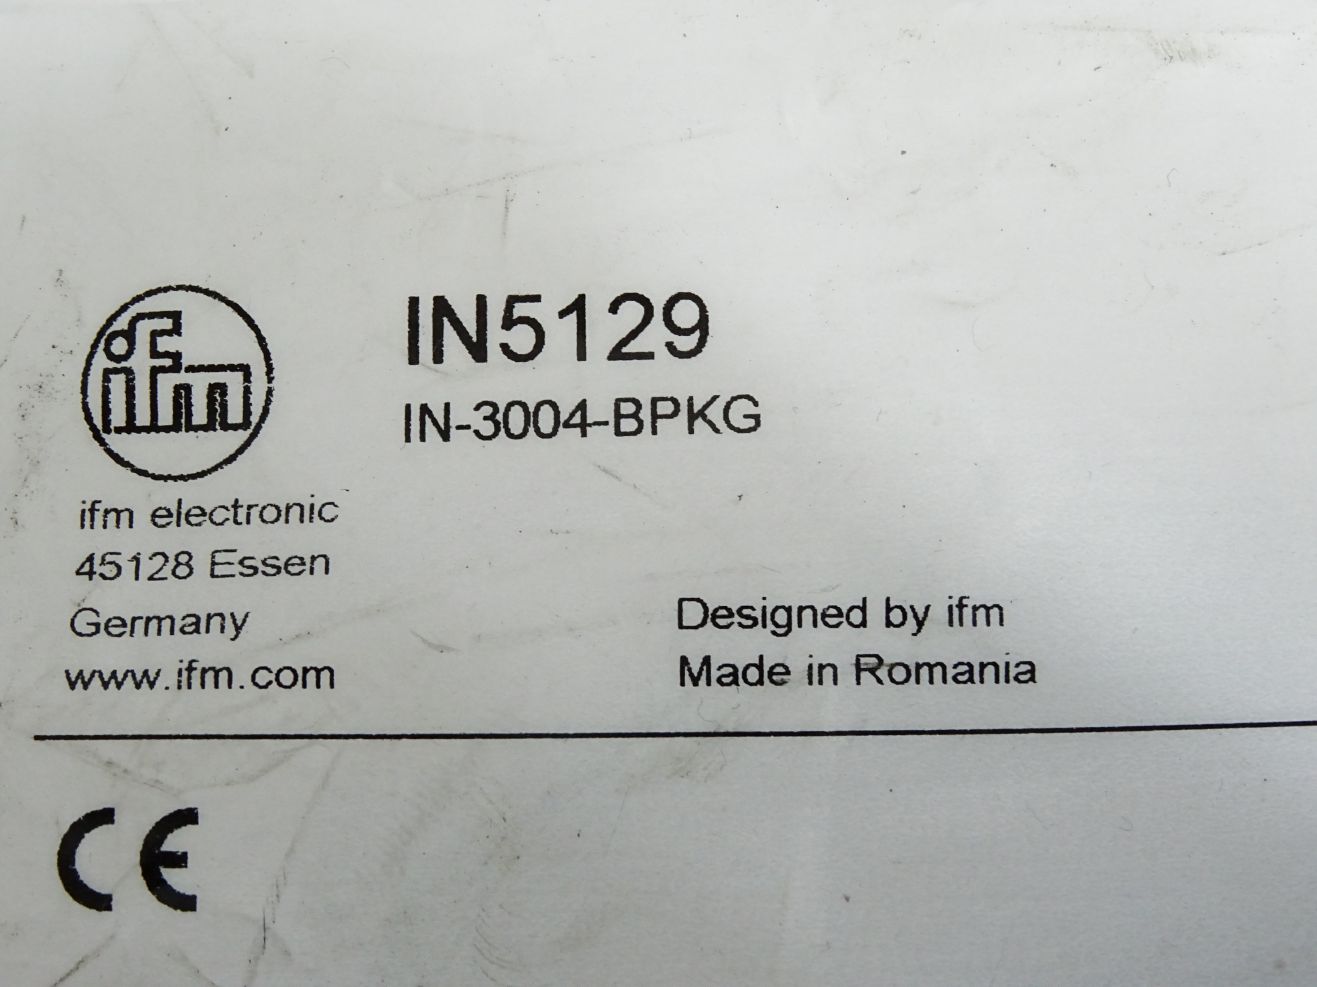 ifm
IN5129
IN-3004-BPKG
ifm electronic
45128 Essen
Germany
www.ifm.com
Designed by ifm
Made in Romania
CE